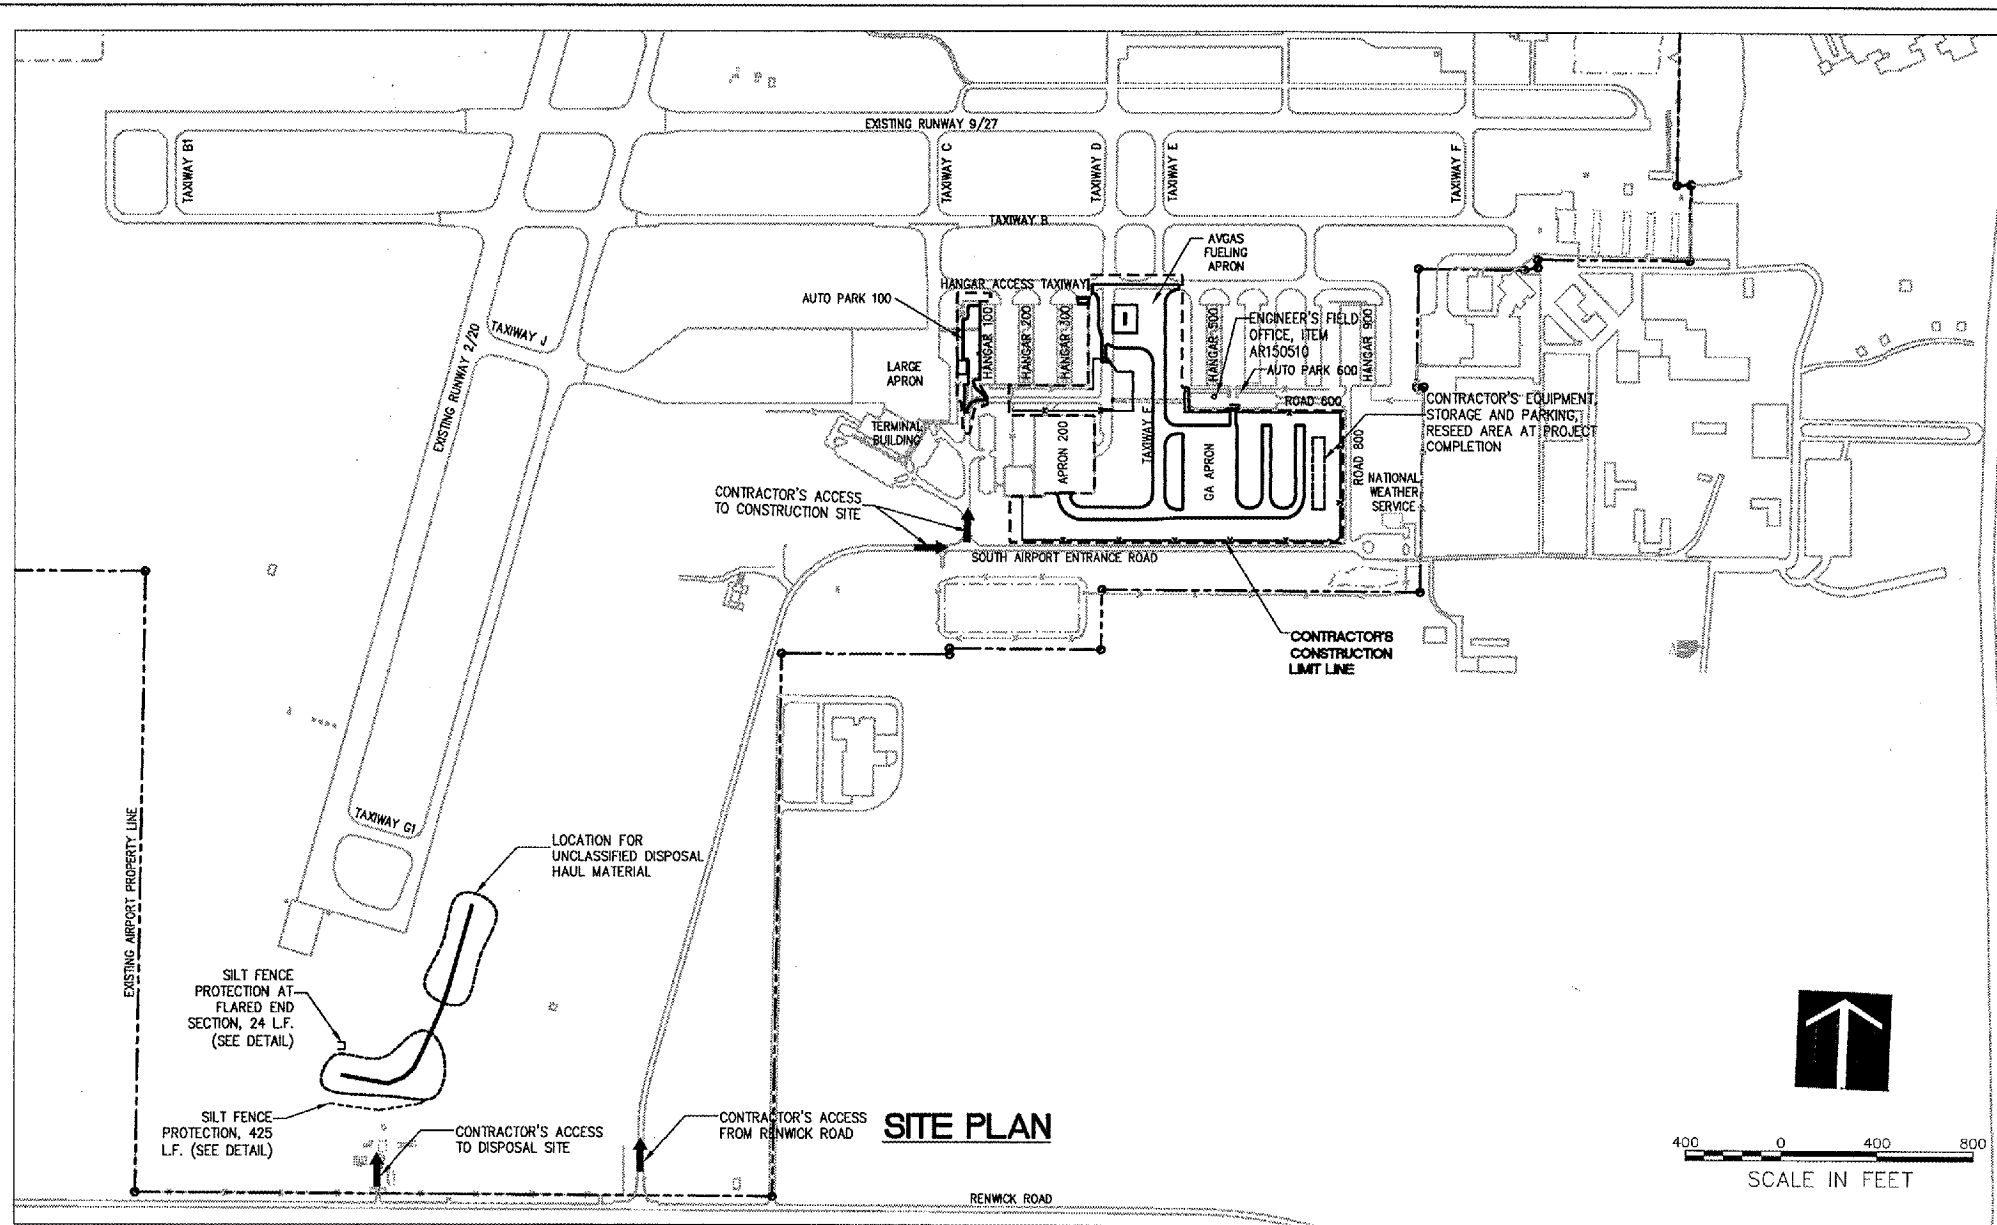 EXISTING RUNWAY 9/27
TAXIWAY B1
TAXIWAY C
TAXIWAY D
TAXIWAY E
TAXIWAY F
TAXIWAY B
AVGAS
FUELING
APRON
HANGAR ACCESS TAXIWAY
AUTO PARK 100
HANGAR 100
HANGAR 200
HANGAR 300
HANGAR 500
HANGAR 900
ENGINEER'S FIELD
OFFICE, ITEM
AR150510
AUTO PARK 600
ROAD 600
TAXIWAY J
EXISTING RUNWAY 2/20
LARGE
APRON
TERMINAL
BUILDING
APRON 200
TAXIWAY E
GA APRON
ROAD 800
CONTRACTOR'S EQUIPMENT
STORAGE AND PARKING,
RESEED AREA AT PROJECT
COMPLETION
NATIONAL
WEATHER
SERVICE
CONTRACTOR'S ACCESS
TO CONSTRUCTION SITE
SOUTH AIRPORT ENTRANCE ROAD
CONTRACTOR'S
CONSTRUCTION
LIMIT LINE
TAXIWAY G1
EXISTING AIRPORT PROPERTY LINE
LOCATION FOR
UNCLASSIFIED DISPOSAL
HAUL MATERIAL
SILT FENCE
PROTECTION AT
FLARED END
SECTION, 24 L.F.
(SEE DETAIL)
SILT FENCE
PROTECTION, 425
L.F. (SEE DETAIL)
CONTRACTOR'S ACCESS
TO DISPOSAL SITE
CONTRACTOR'S ACCESS
FROM RENWICK ROAD
SITE PLAN
RENWICK ROAD
400 0 400 800
SCALE IN FEET